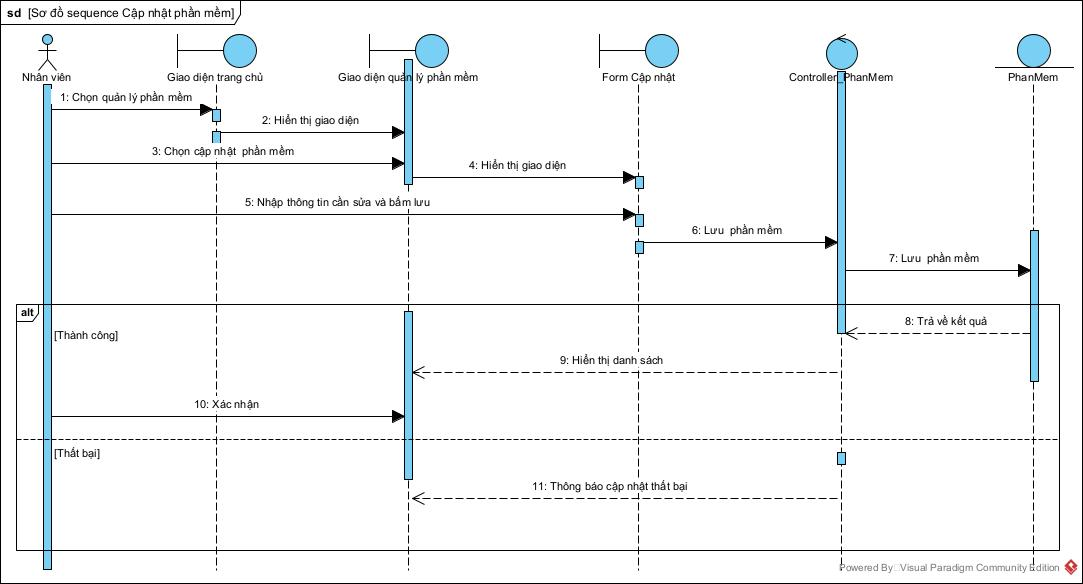 sd [Sơ đồ sequence Cập nhật phần mềm]
Nhân viên
Giao diện trang chủ
Giao diện quản lý phần mềm
Form Cập nhật
Controller_PhanMem
PhanMem
1: Chọn quản lý phần mềm
2: Hiển thị giao diện
3: Chọn cập nhật phần mềm
4: Hiển thị giao diện
5: Nhập thông tin cần sửa và bấm lưu
6: Lưu phần mềm
7: Lưu phần mềm
alt
8: Trả về kết quả
[Thành công]
9: Hiển thị danh sách
10: Xác nhận
[Thất bại]
11: Thông báo cập nhật thất bại
Powered By Visual Paradigm Community Edition